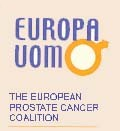 EUROPA
UOMO
THE EUROPEAN
PROSTATE CANCER
COALITION